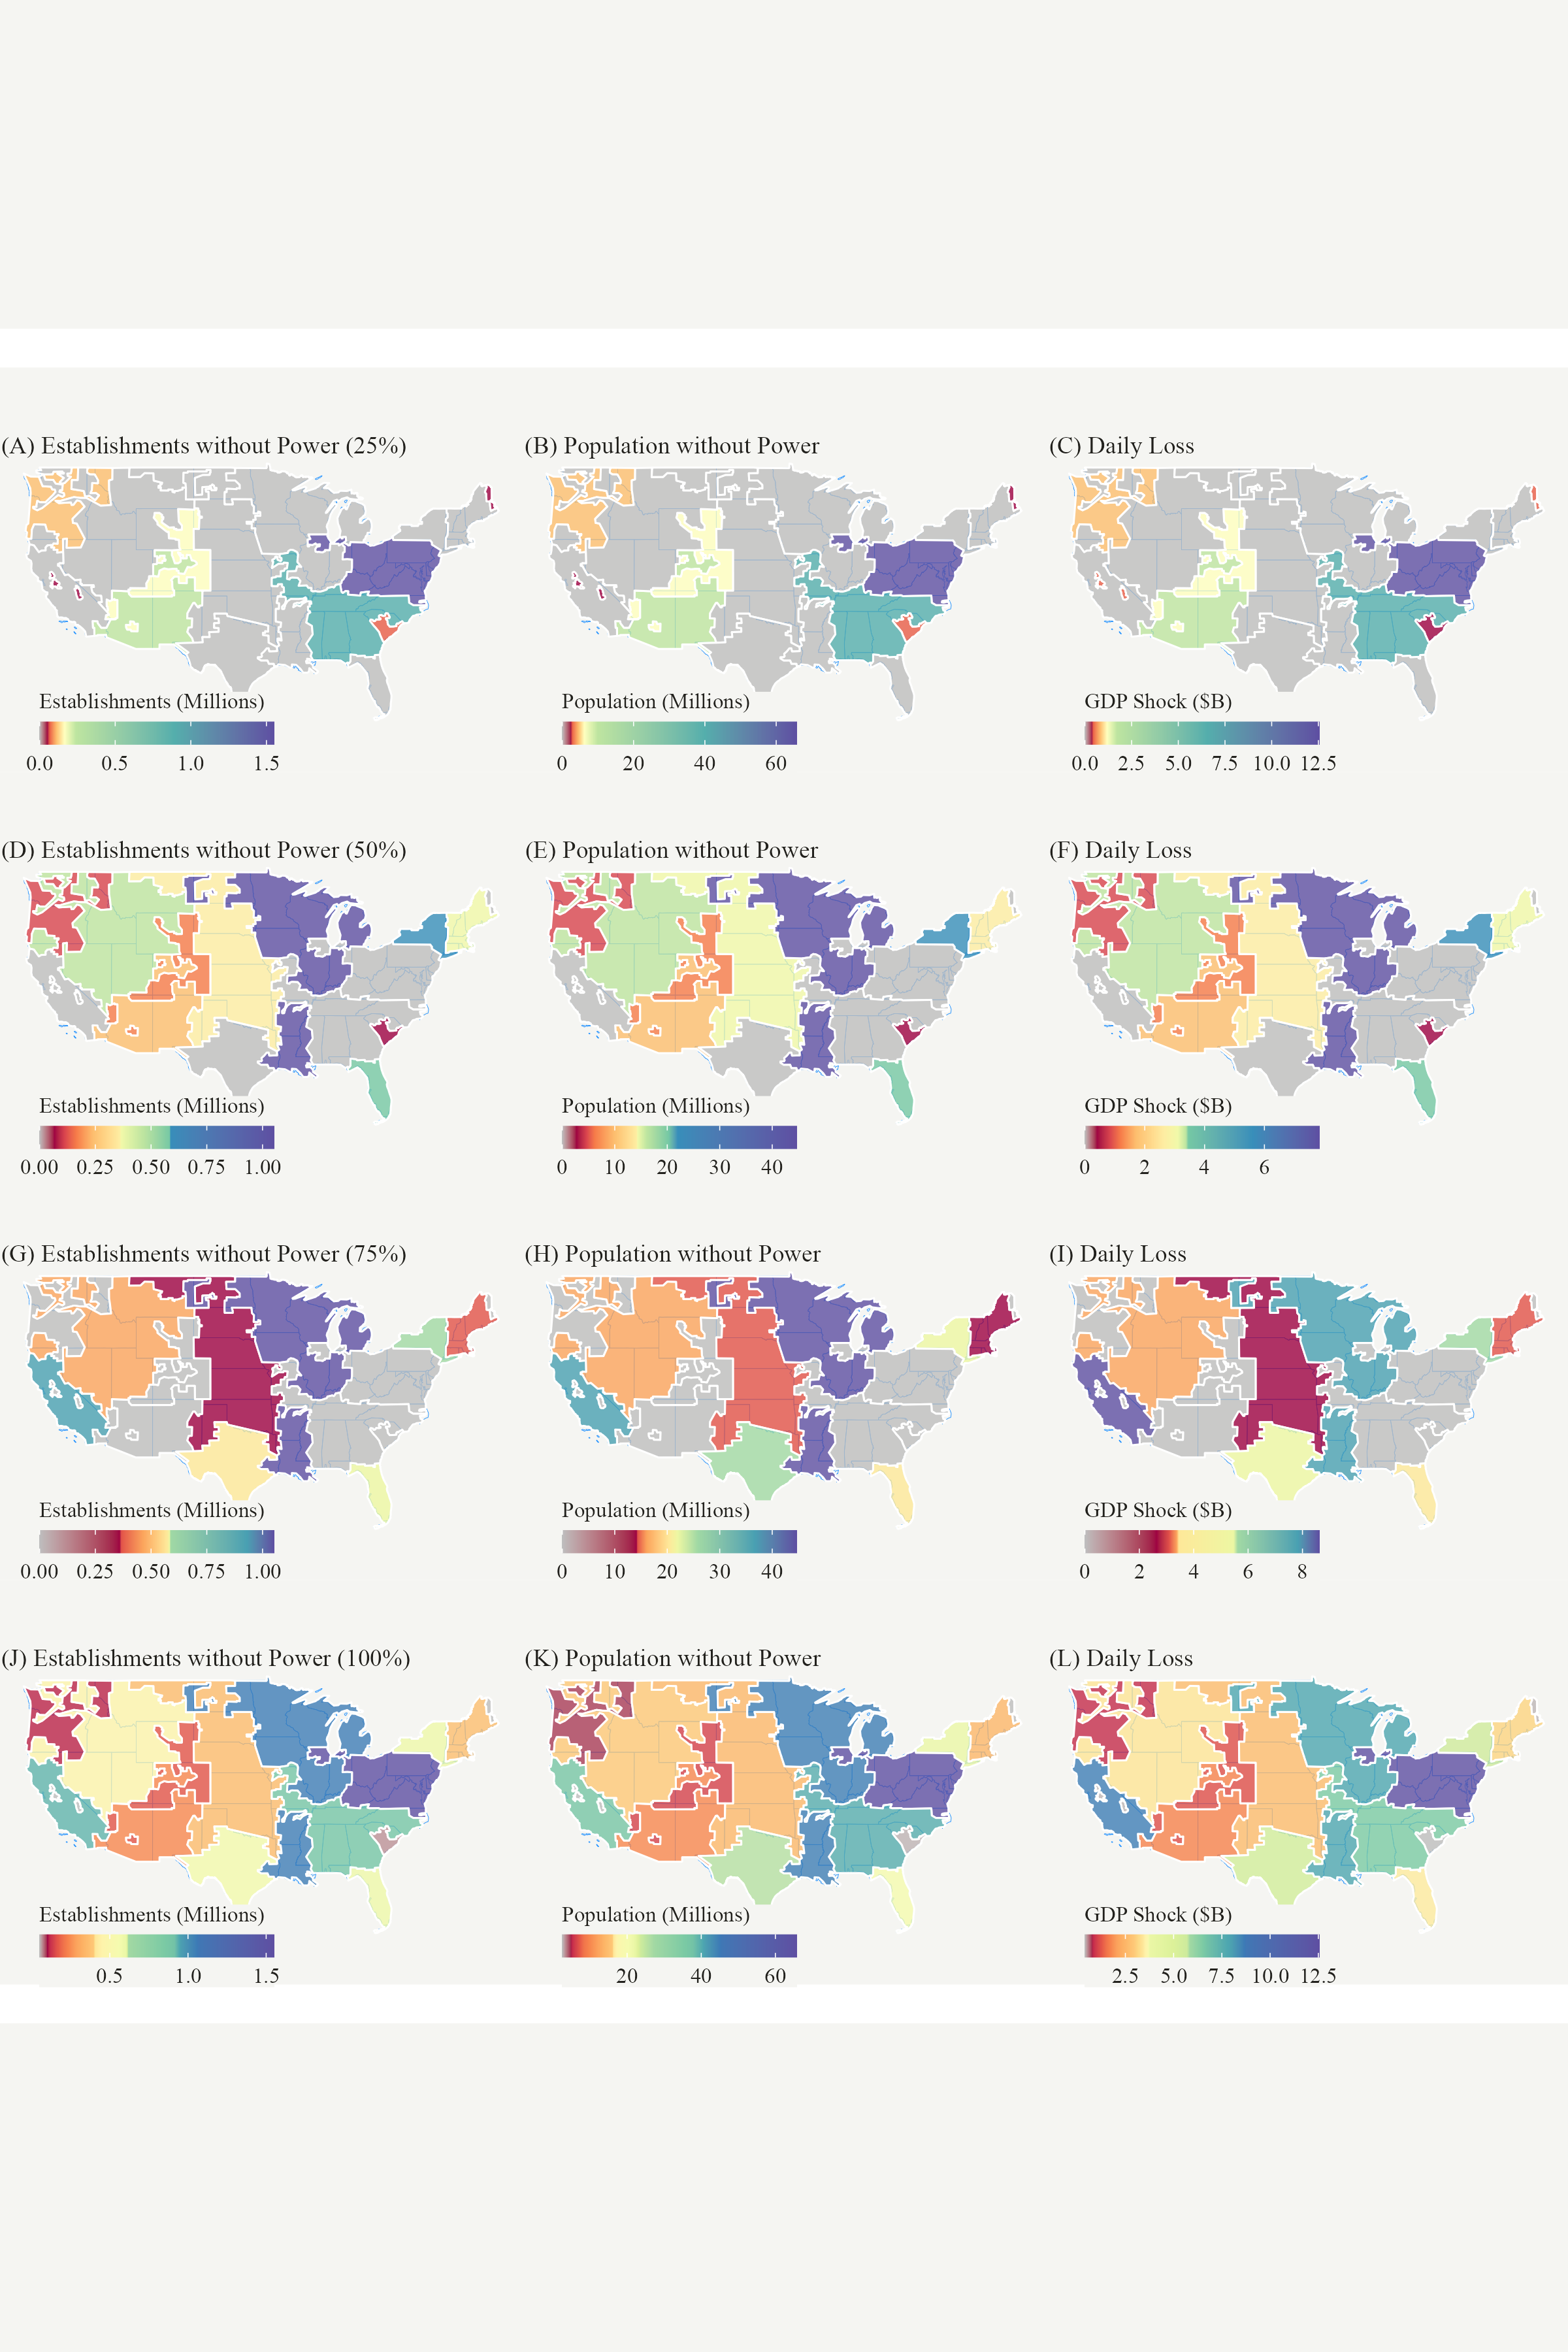 (A) Establishments without Power (25%)
(B) Population without Power
(C) Daily Loss
Establishments (Millions)
Population (Millions)
GDP Shock ($B)
0.0 0.5 1.0 1.5
0 20 40 60
0.0 2.5 5.0 7.5 10.0 12.5
(D) Establishments without Power (50%)
(E) Population without Power
(F) Daily Loss
Establishments (Millions)
Population (Millions)
GDP Shock ($B)
0.00 0.25 0.50 0.75 1.00
0 10 20 30 40
0 2 4 6
(G) Establishments without Power (75%)
(H) Population without Power
(I) Daily Loss
Establishments (Millions)
Population (Millions)
GDP Shock ($B)
0.00 0.25 0.50 0.75 1.00
0 10 20 30 40
0 2 4 6 8
(J) Establishments without Power (100%)
(K) Population without Power
(L) Daily Loss
Establishments (Millions)
Population (Millions)
GDP Shock ($B)
0.5 1.0 1.5
20 40 60
2.5 5.0 7.5 10.0 12.5